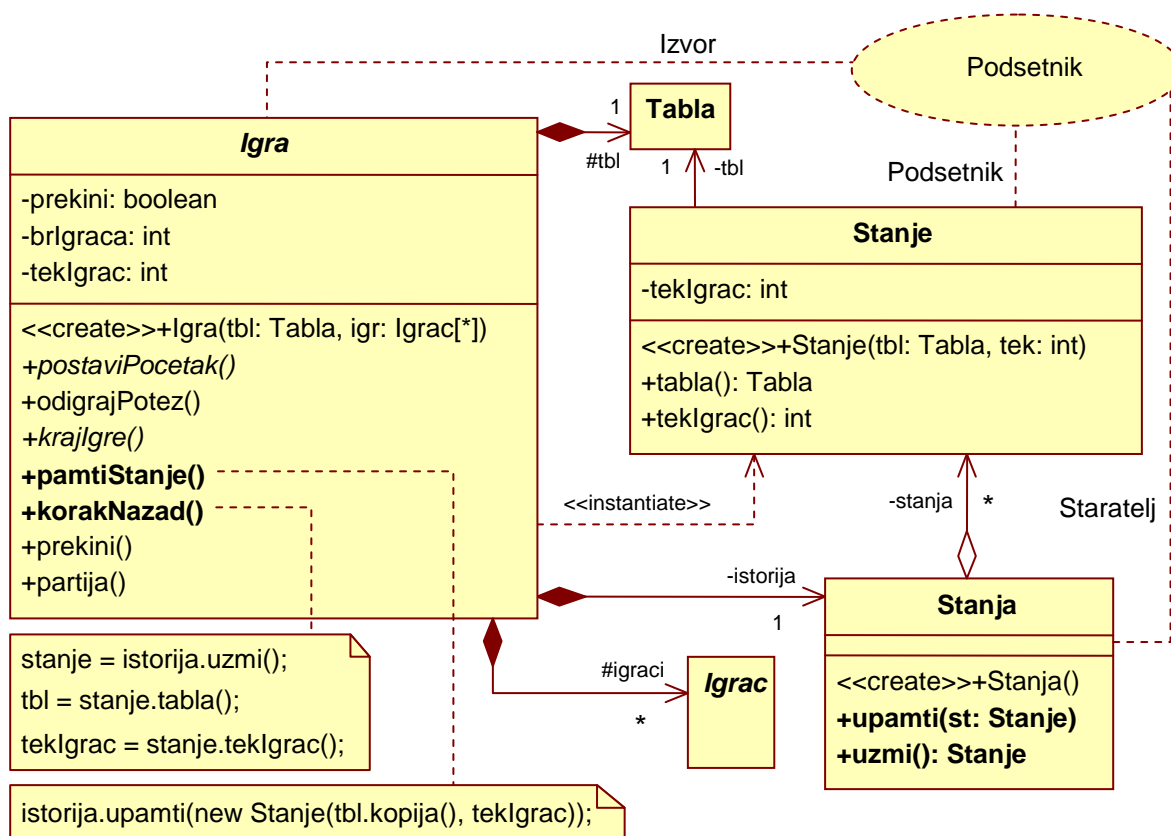 Izvor
Podsetnik
1
Tabla
#tbl
1
-tbl
Podsetnik
Igra
-prekini: boolean
-brIgraca: int
-tekIgrac: int
<<create>>+Igra(tbl: Tabla, igr: Igrac[*])
+postaviPocetak()
+odigrajPotez()
+krajIgre()
+pamtiStanje()
+korakNazad()
+prekini()
+partija()
Stanje
-tekIgrac: int
<<create>>+Stanje(tbl: Tabla, tek: int)
+tabla(): Tabla
+tekIgrac(): int
<<instantiate>>
-stanja
*
Staratelj
-istorija
1
Stanja
<<create>>+Stanja()
+upamti(st: Stanje)
+uzmi(): Stanje
#igraci
*
Igrac
stanje = istorija.uzmi();
tbl = stanje.tabla();
tekIgrac = stanje.tekIgrac();
istorija.upamti(new Stanje(tbl.kopija(), tekIgrac));